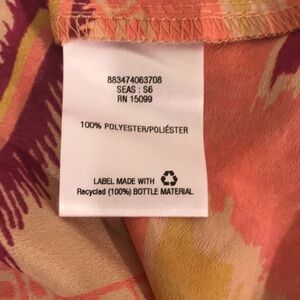 883474063708
SEAS : S6
RN 15099
100% POLYESTER/POLIÉSTER
LABEL MADE WITH
Recycled (100%) BOTTLE MATERIAL